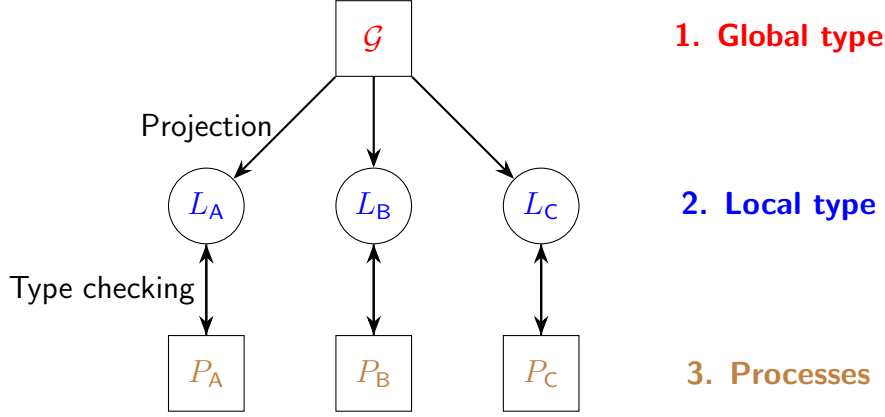 𝒢 1. Global type
Projection
L_A L_B L_C 2. Local type
Type checking
P_A P_B P_C 3. Processes